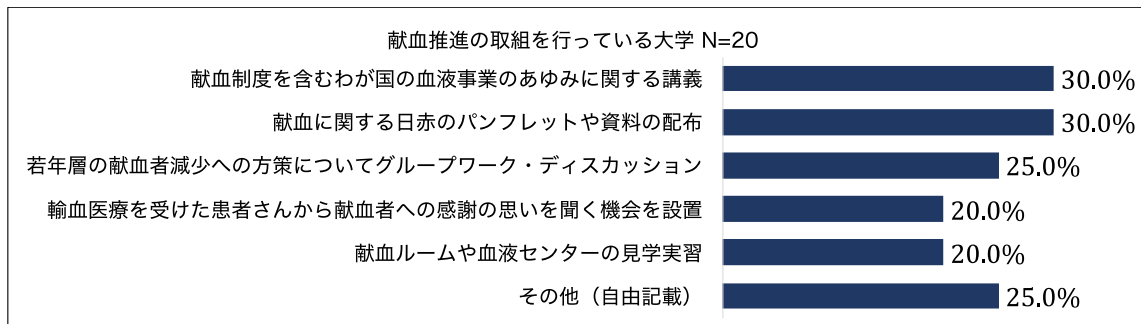 献血推進の取組を行っている大学 N=20
献血制度を含むわが国の血液事業のあゆみに関する講義 30.0%
献血に関する日赤のパンフレットや資料の配布 30.0%
若年層の献血者減少への方策についてグループワーク・ディスカッション 25.0%
輸血医療を受けた患者さんから献血者への感謝の思いを聞く機会を設置 20.0%
献血ルームや血液センターの見学実習 20.0%
その他（自由記載） 25.0%